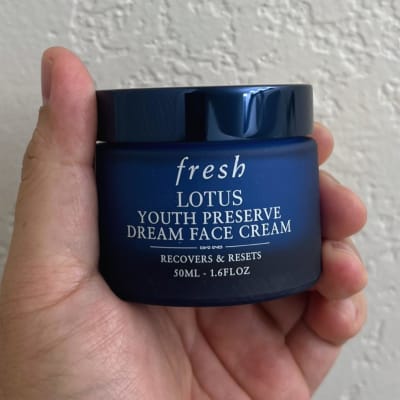 fresh
LOTUS
YOUTH PRESERVE
DREAM FACE CREAM
RECOVERS & RESETS
50ML - 1.6FLOZ